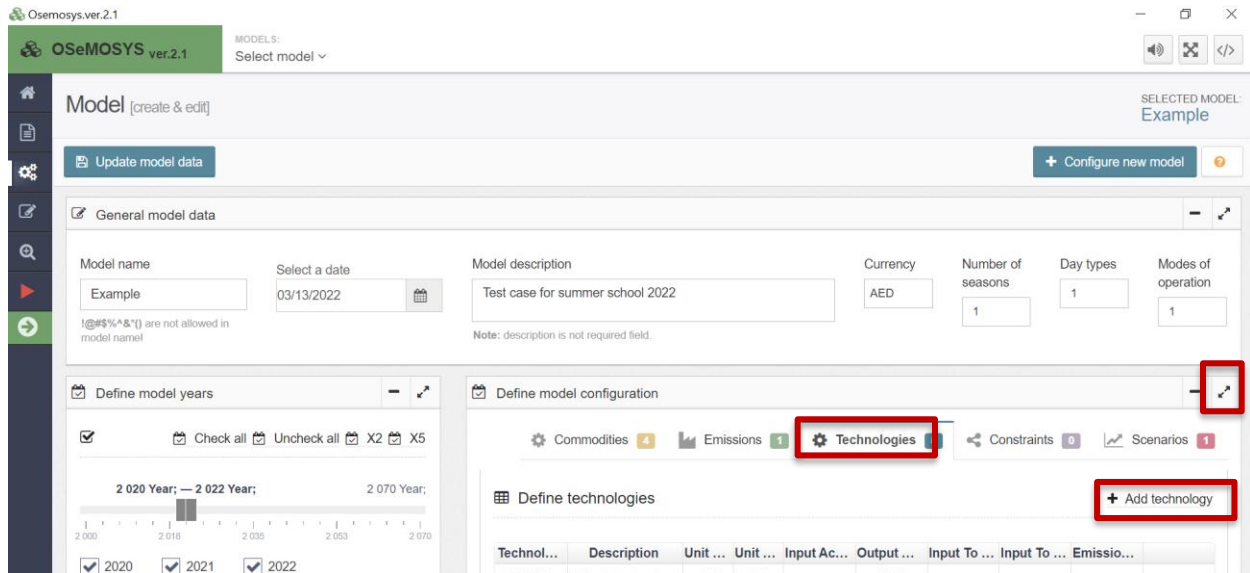 Osemosys.ver.2.1
OSeMOSYS ver.2.1
MODELS:
Select model
Model [create & edit]
SELECTED MODEL:
Example
Update model data
+ Configure new model
General model data
Model name
Select a date
Model description
Currency
Number of seasons
Day types
Modes of operation
Example
03/13/2022
Test case for summer school 2022
AED
1
1
1
!@#$%^&*() are not allowed in
model name!
Note: description is not required field.
Define model years
Define model configuration
Check all
Uncheck all
X2
X5
Commodities 4
Emissions 1
Technologies
Constraints 0
Scenarios 1
2 020 Year; — 2 022 Year;
2 070 Year;
2 000
2 018
2 035
2 053
2 070
2020
2021
2022
Define technologies
+ Add technology
Technol...
Description
Unit ...
Unit ...
Input Ac...
Output ...
Input To ...
Input To ...
Emissio...